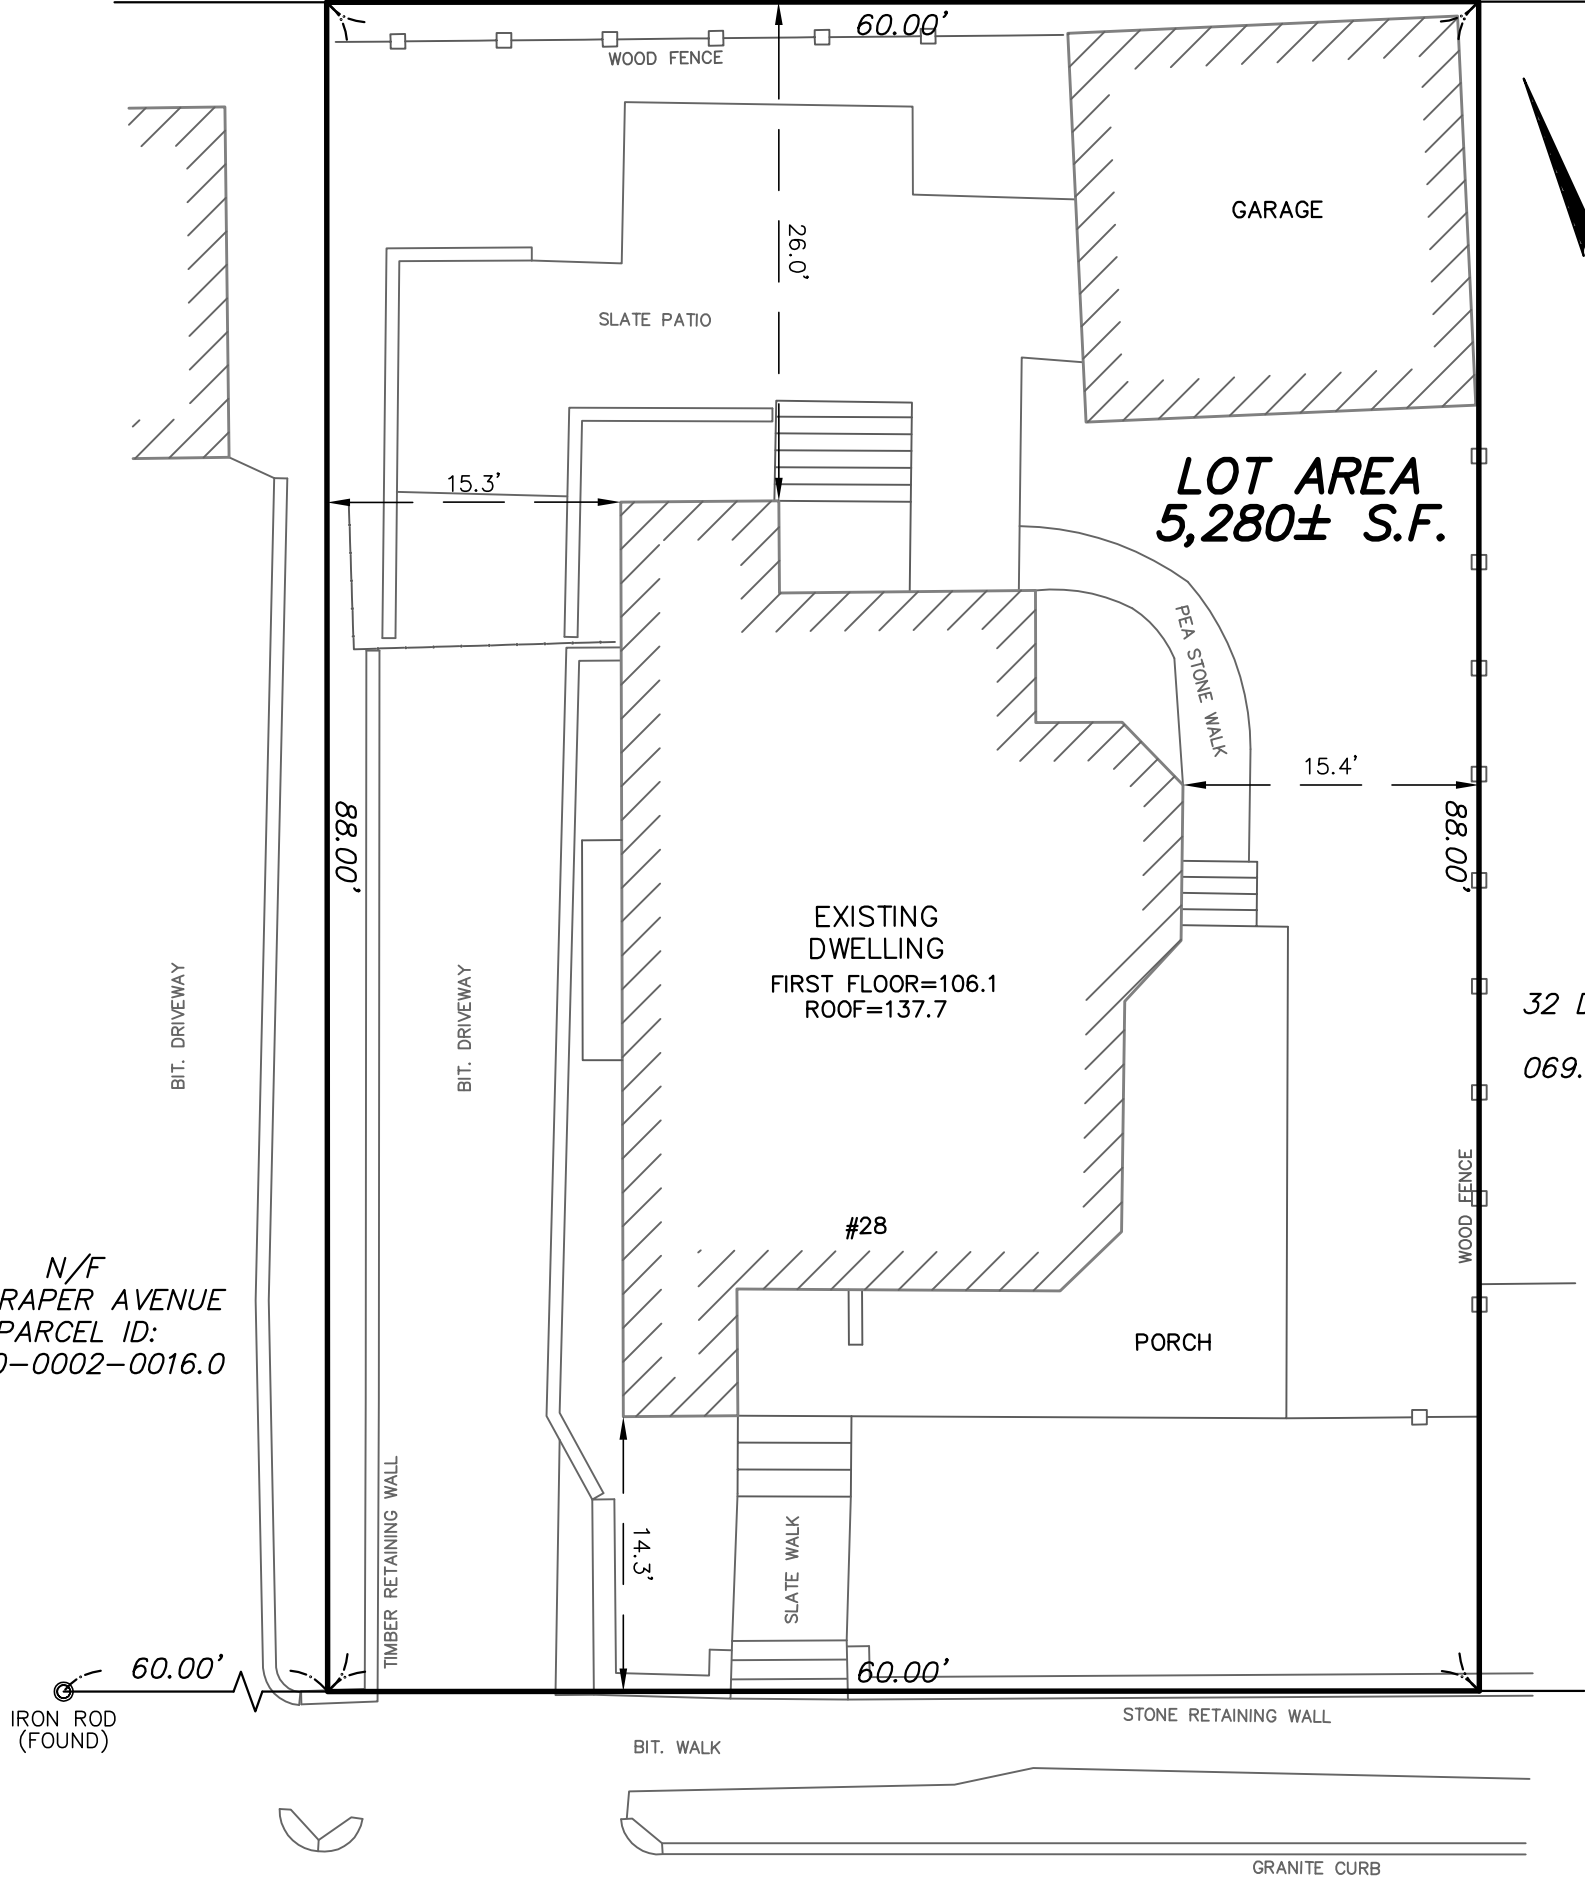 60.00'
WOOD FENCE
GARAGE
26.0'
SLATE PATIO
15.3'
LOT AREA
5,280± S.F.
PEA STONE WALK
15.4'
88.00'
88.00'
EXISTING
DWELLING
FIRST FLOOR=106.1
ROOF=137.7
BIT. DRIVEWAY
BIT. DRIVEWAY
32
069.
WOOD FENCE
#28
N/F
RAPER AVENUE
PARCEL ID:
0-0002-0016.0
PORCH
TIMBER RETAINING WALL
14.3'
SLATE WALK
60.00'
60.00'
IRON ROD
(FOUND)
STONE RETAINING WALL
BIT. WALK
GRANITE CURB